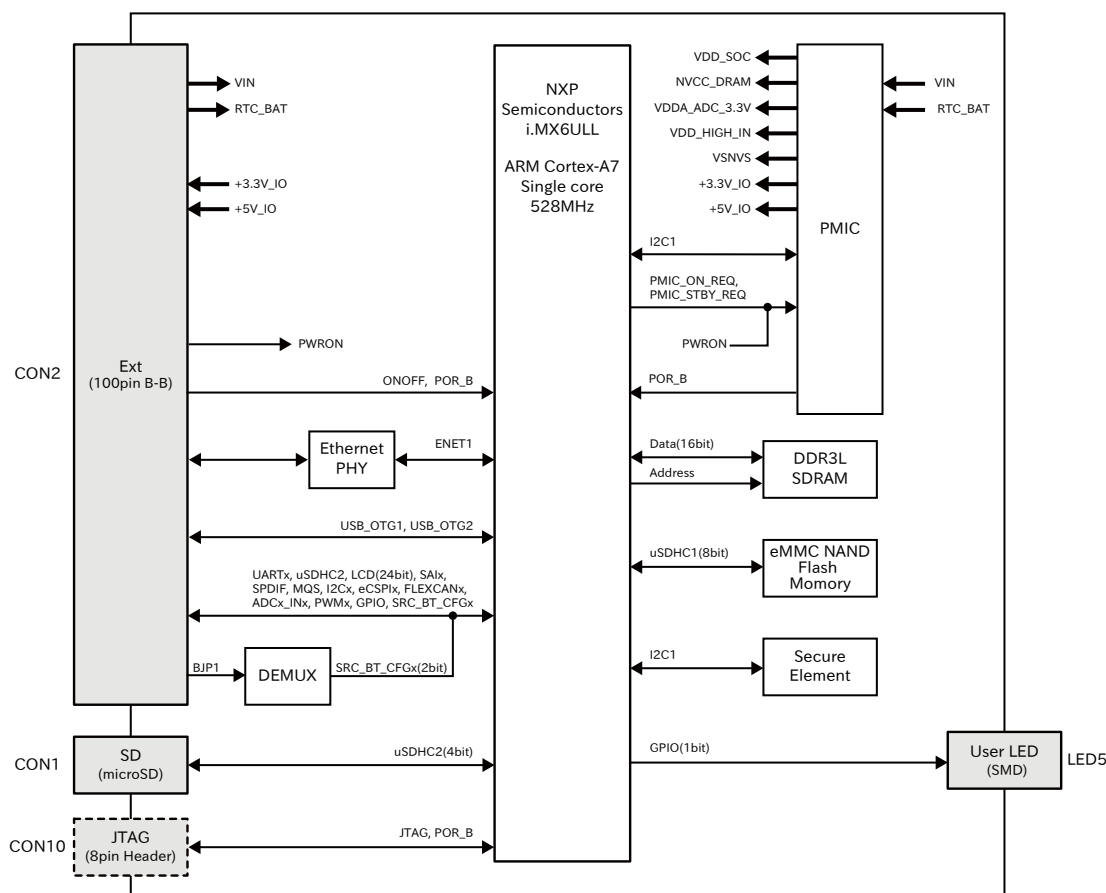 VIN
RTC_BAT
+3.3V_IO
+5V_IO
CON2
Ext
(100pin B-B)
PWRON
ONOFF, POR_B
Ethernet
PHY
ENET1
USB_OTG1, USB_OTG2
UARTx, uSDHC2, LCD(24bit), SAIx,
SPDIF, MQS, I2Cx, eCSPIx, FLEXCANx,
ADCx_INx, PWMx, GPIO, SRC_BT_CFGx
BJP1
DEMUX
SRC_BT_CFGx(2bit)
CON1
SD
(microSD)
uSDHC2(4bit)
CON10
JTAG
(8pin Header)
JTAG, POR_B
NXP
Semiconductors
i.MX6ULL
ARM Cortex-A7
Single core
528MHz
VDD_SOC
NVCC_DRAM
VDDA_ADC_3.3V
VDD_HIGH_IN
VSNVS
+3.3V_IO
+5V_IO
PMIC
VIN
RTC_BAT
I2C1
PMIC_ON_REQ,
PMIC_STBY_REQ
PWRON
POR_B
Data(16bit)
Address
DDR3L
SDRAM
uSDHC1(8bit)
eMMC NAND
Flash
Momory
I2C1
Secure
Element
GPIO(1bit)
User LED
(SMD)
LED5